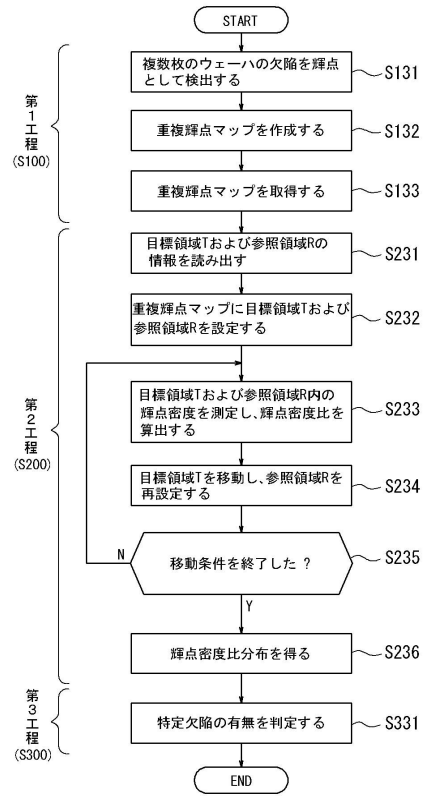 START
複数枚のウェーハの欠陥を輝点
として検出する
S131
第1工程
(S100)
重複輝点マップを作成する
S132
重複輝点マップを取得する
S133
目標領域Tおよび参照領域Rの
情報を読み出す
S231
重複輝点マップに目標領域Tおよび
参照領域Rを設定する
S232
第2工程
(S200)
目標領域Tおよび参照領域R内の
輝点密度を測定し、輝点密度比を
算出する
S233
目標領域Tを移動し、参照領域Rを
再設定する
S234
N
移動条件を終了した ?
S235
Y
輝点密度比分布を得る
S236
第3工程
(S300)
特定欠陥の有無を判定する
S331
END